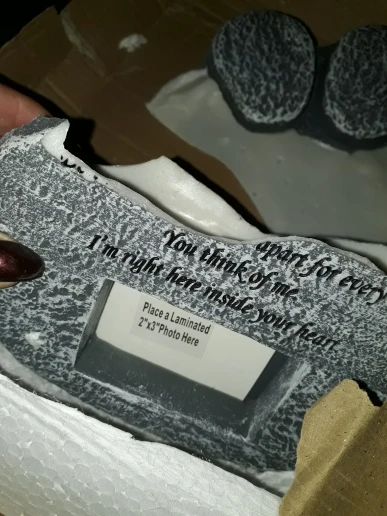 apart for every
You think of me
I'm right here inside your heart
Place a Laminated
2"x3"Photo Here